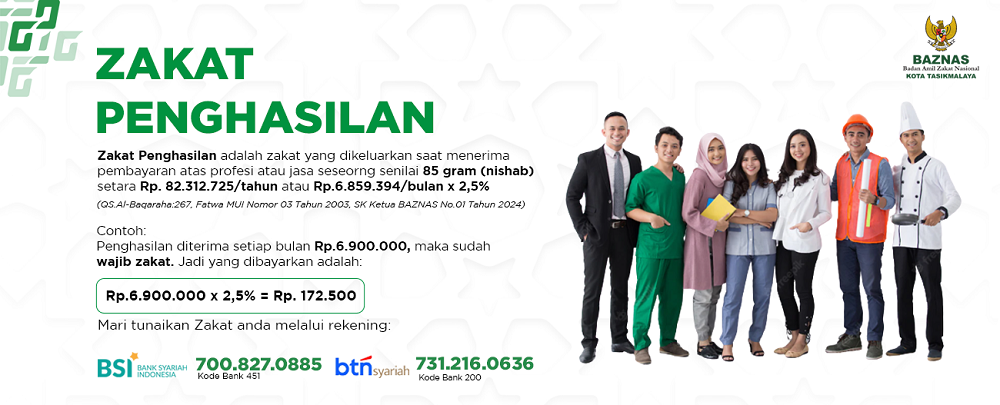 ZAKAT
PENGHASILAN
Zakat Penghasilan adalah zakat yang dikeluarkan saat menerima
pembayaran atas profesi atau jasa seseorng senilai 85 gram (nishab)
setara Rp. 82.312.725/tahun atau Rp.6.859.394/bulan x 2,5%
(QS.Al-Baqaraha:267, Fatwa MUI Nomor 03 Tahun 2003, SK Ketua BAZNAS No.01 Tahun 2024)
Contoh:
Penghasilan diterima setiap bulan Rp.6.900.000, maka sudah
wajib zakat. Jadi yang dibayarkan adalah:
Rp.6.900.000 x 2,5% = Rp. 172.500
Mari tunaikan Zakat anda melalui rekening:
BSI BANK SYARIAH
INDONESIA
700.827.0885
Kode Bank 451
btn syariah
731.216.0636
Kode Bank 200
BAZNAS
Badan Amil Zakat Nasional
KOTA TASIKMALAYA